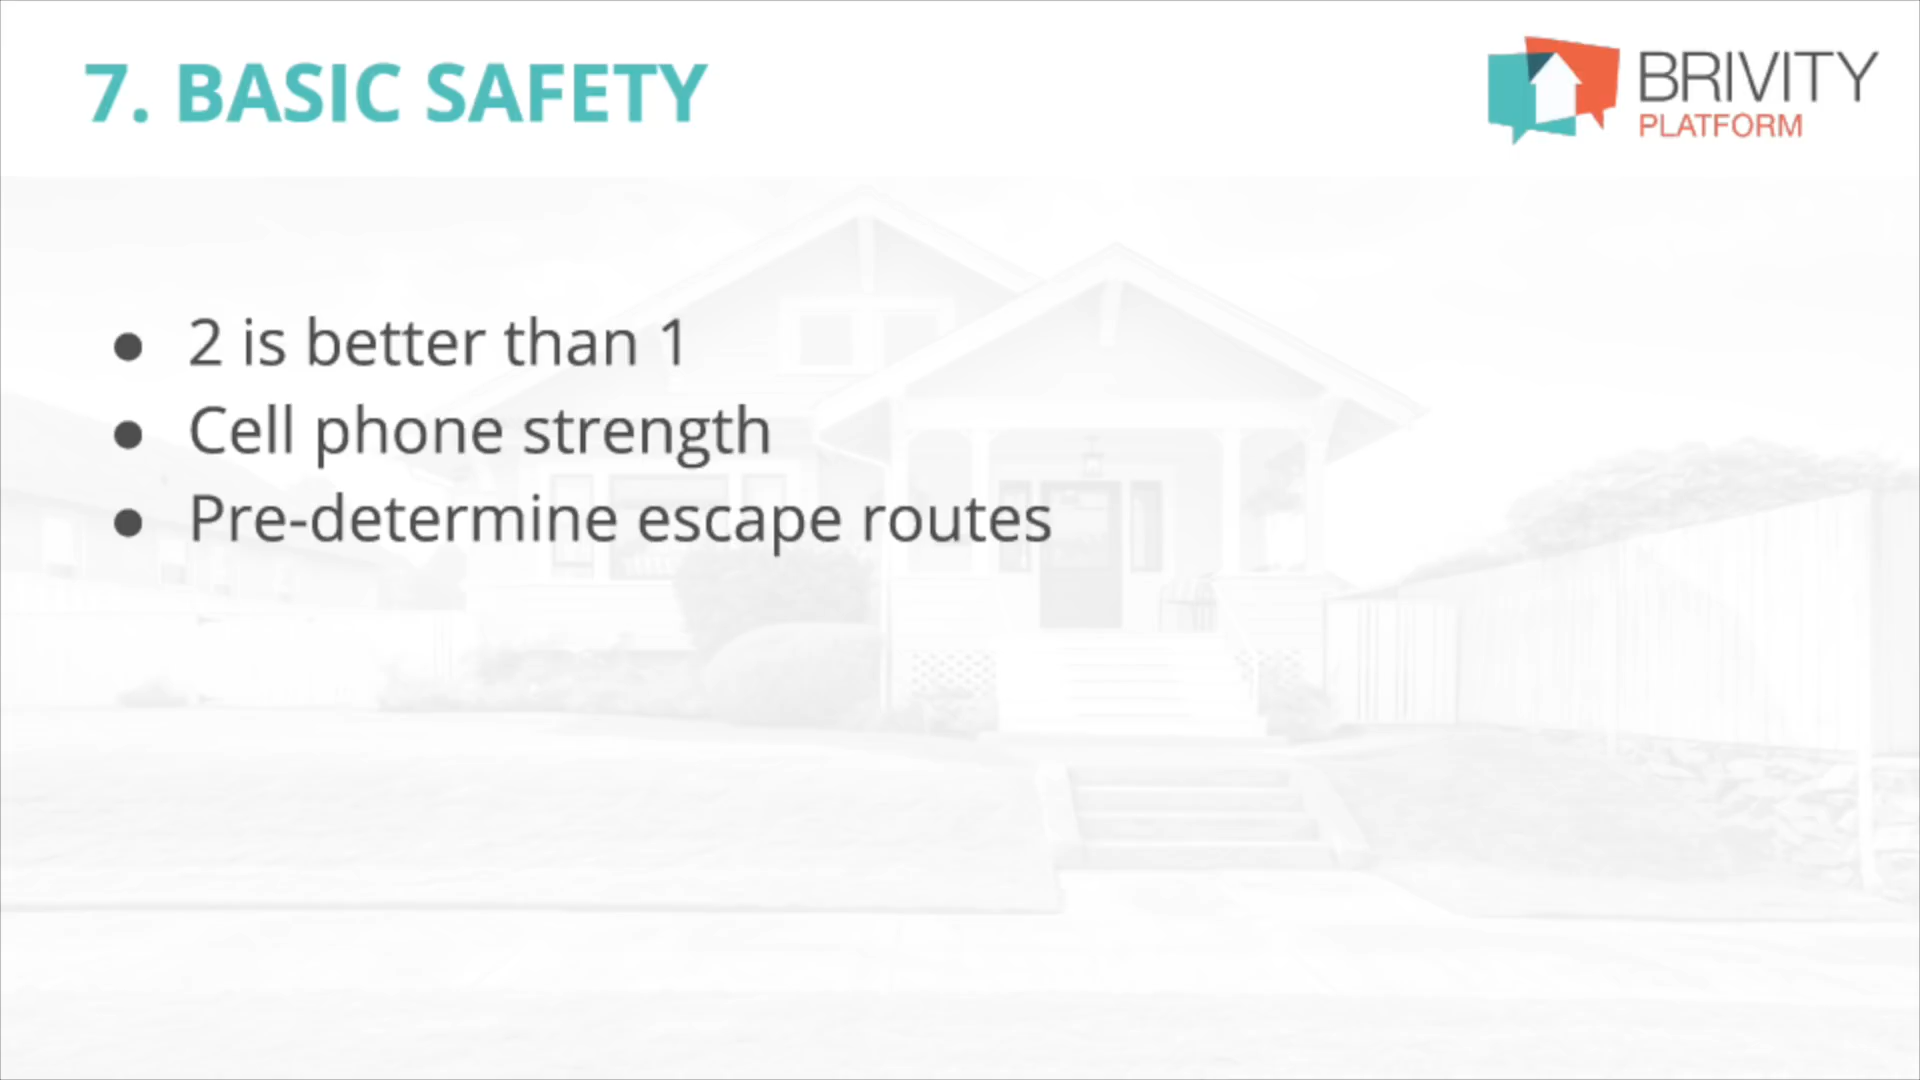 7. BASIC SAFETY
BRIVITY
PLATFORM
● 2 is better than 1
● Cell phone strength
● Pre-determine escape routes